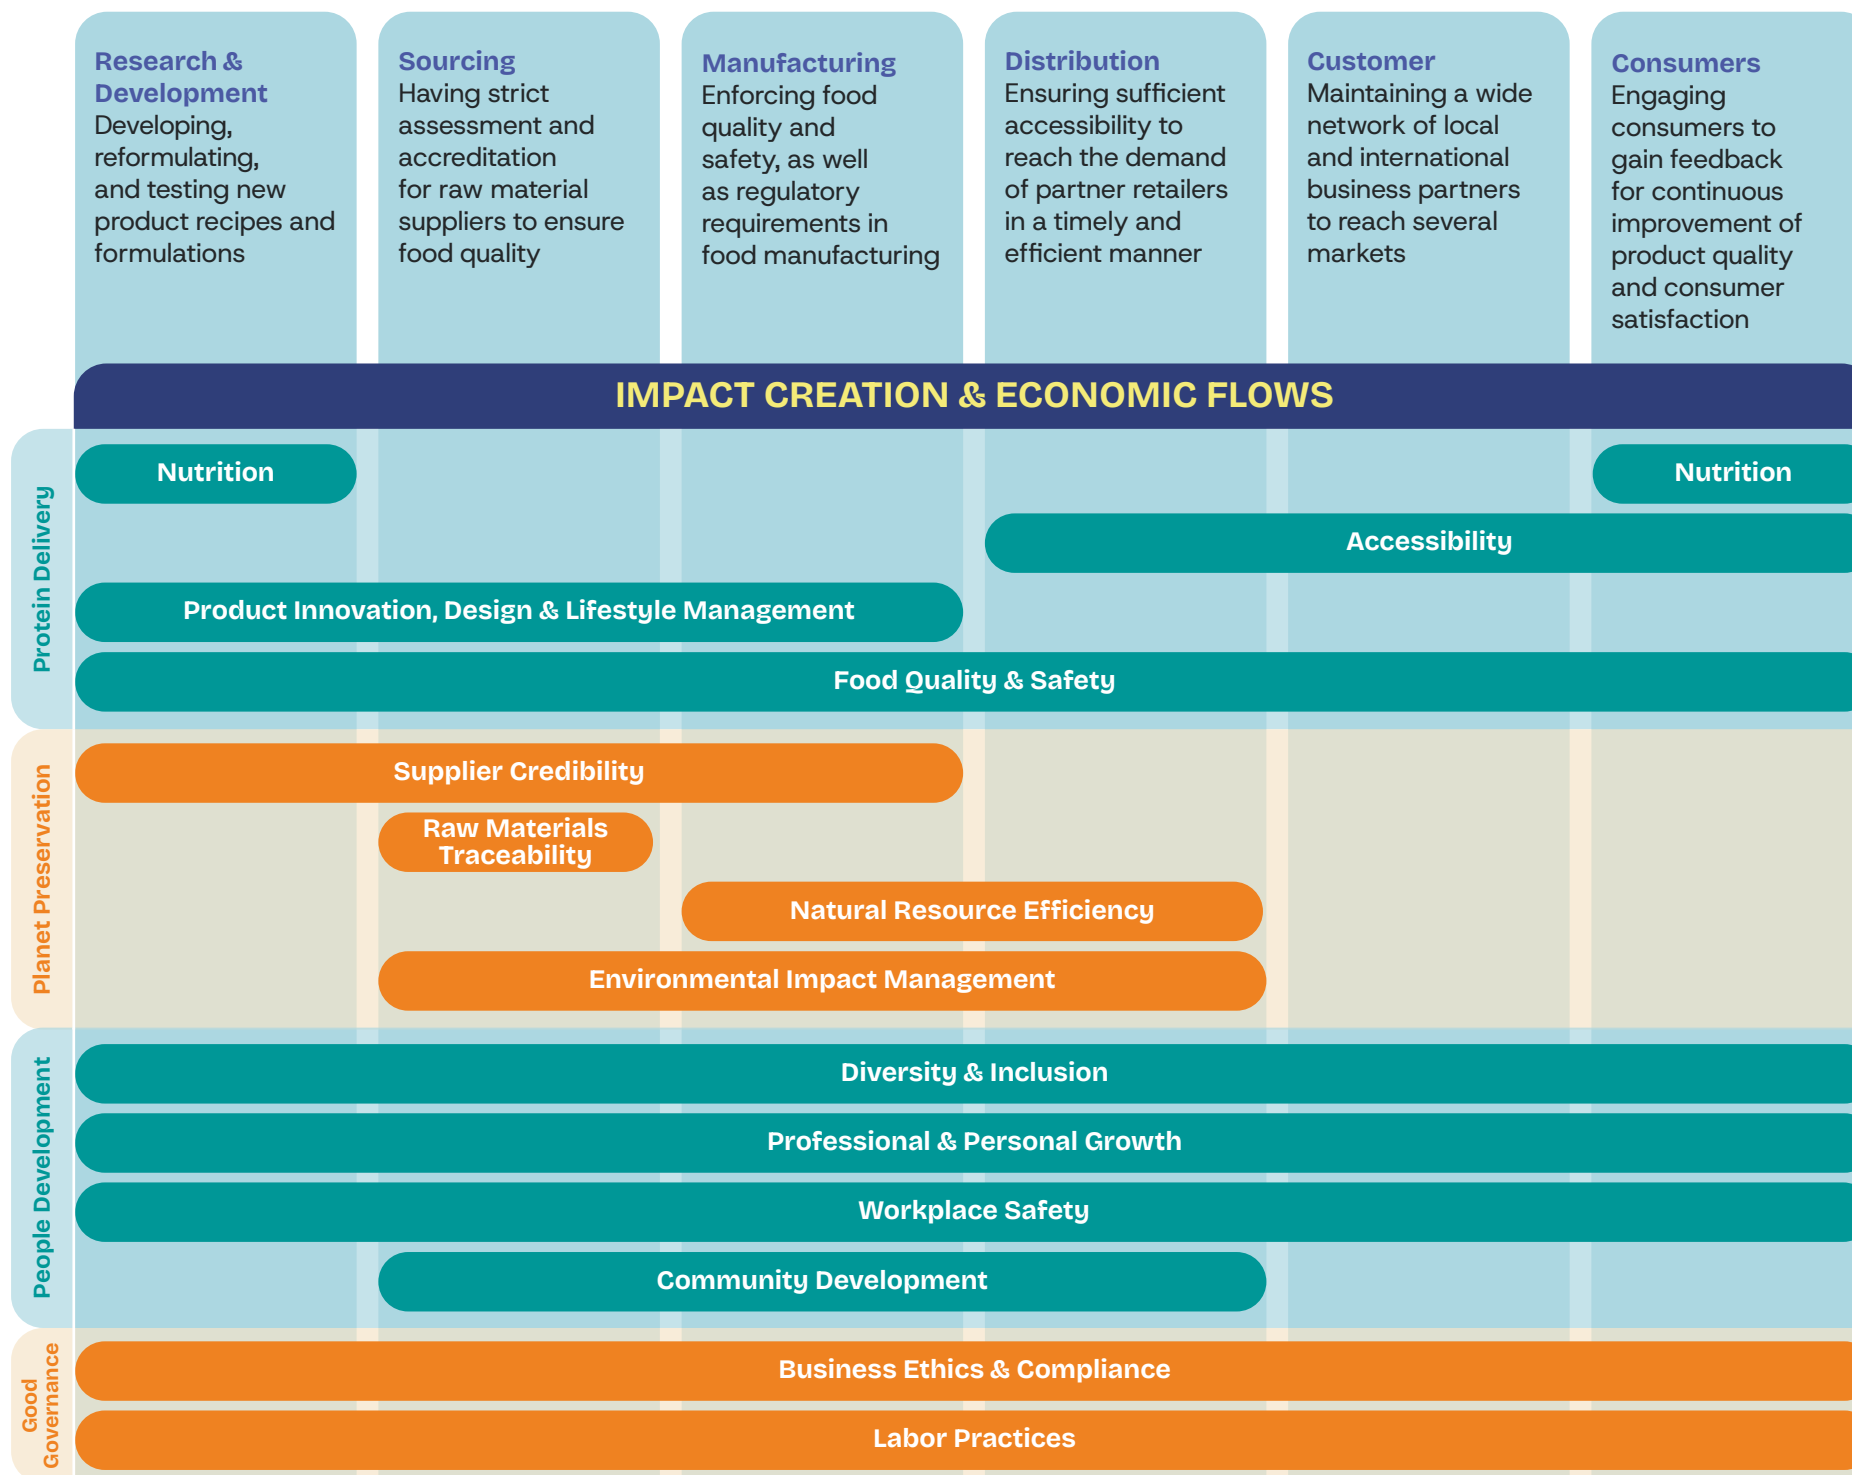 Research &
Development
Developing,
reformulating,
and testing new
product recipes and
formulations
Sourcing
Having strict
assessment and
accreditation
for raw material
suppliers to ensure
food quality
Manufacturing
Enforcing food
quality and
safety, as well
as regulatory
requirements in
food manufacturing
Distribution
Ensuring sufficient
accessibility to
reach the demand
of partner retailers
in a timely and
efficient manner
Customer
Maintaining a wide
network of local
and international
business partners
to reach several
markets
Consumers
Engaging
consumers to
gain feedback
for continuous
improvement of
product quality
and consumer
satisfaction
IMPACT CREATION & ECONOMIC FLOWS
Protein Delivery
Nutrition
Nutrition
Accessibility
Product Innovation, Design & Lifestyle Management
Food Quality & Safety
Planet Preservation
Supplier Credibility
Raw Materials
Traceability
Natural Resource Efficiency
Environmental Impact Management
People Development
Diversity & Inclusion
Professional & Personal Growth
Workplace Safety
Community Development
Good
Governance
Business Ethics & Compliance
Labor Practices